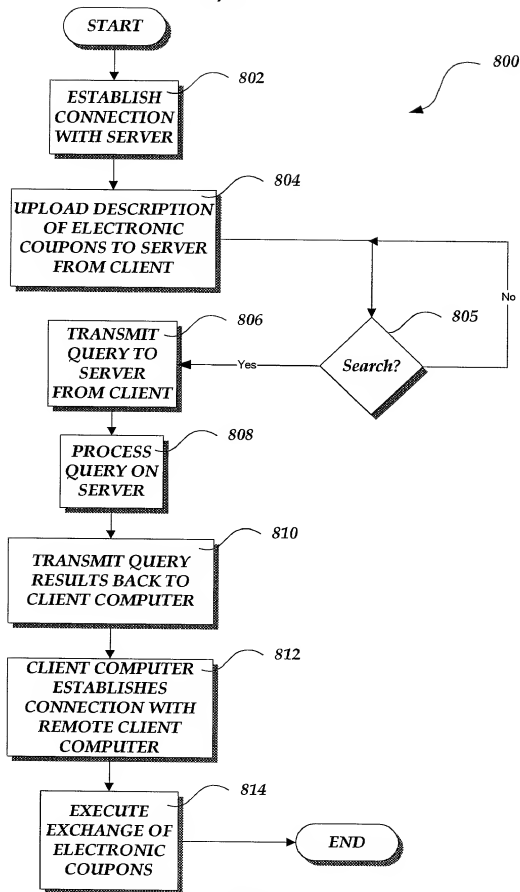 START
800
802
ESTABLISH
CONNECTION
WITH SERVER
804
UPLOAD DESCRIPTION
OF ELECTRONIC
COUPONS TO SERVER
FROM CLIENT
No
805
Search?
Yes
806
TRANSMIT
QUERY TO
SERVER
FROM CLIENT
808
PROCESS
QUERY ON
SERVER
810
TRANSMIT QUERY
RESULTS BACK TO
CLIENT COMPUTER
812
CLIENT COMPUTER
ESTABLISHES
CONNECTION WITH
REMOTE CLIENT
COMPUTER
814
EXECUTE
EXCHANGE OF
ELECTRONIC
COUPONS
END